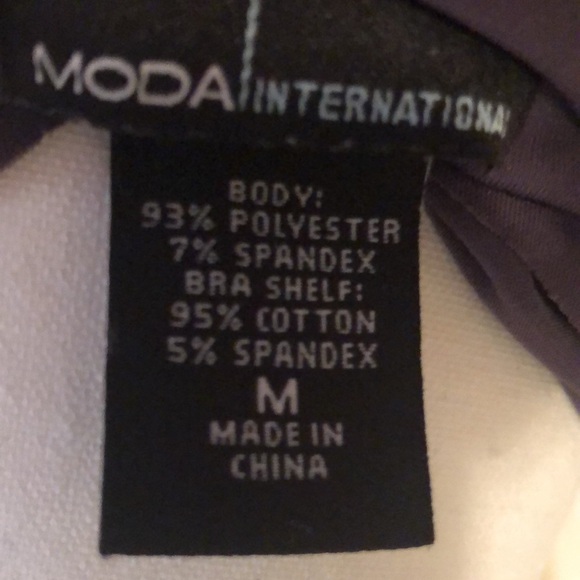 MODA INTERNATIONAL
BODY:
93% POLYESTER
7% SPANDEX
BRA SHELF:
95% COTTON
5% SPANDEX
M
MADE IN
CHINA